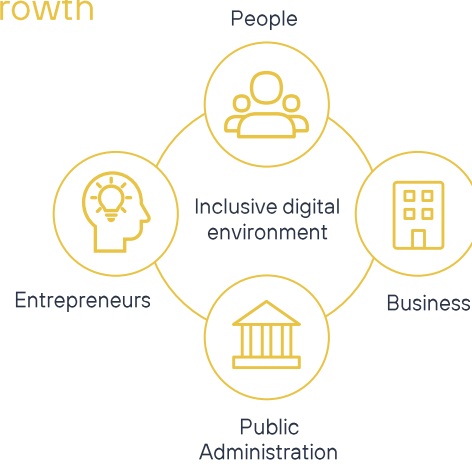 rowth
People
Inclusive digital
environment
Entrepreneurs
Business
Public
Administration